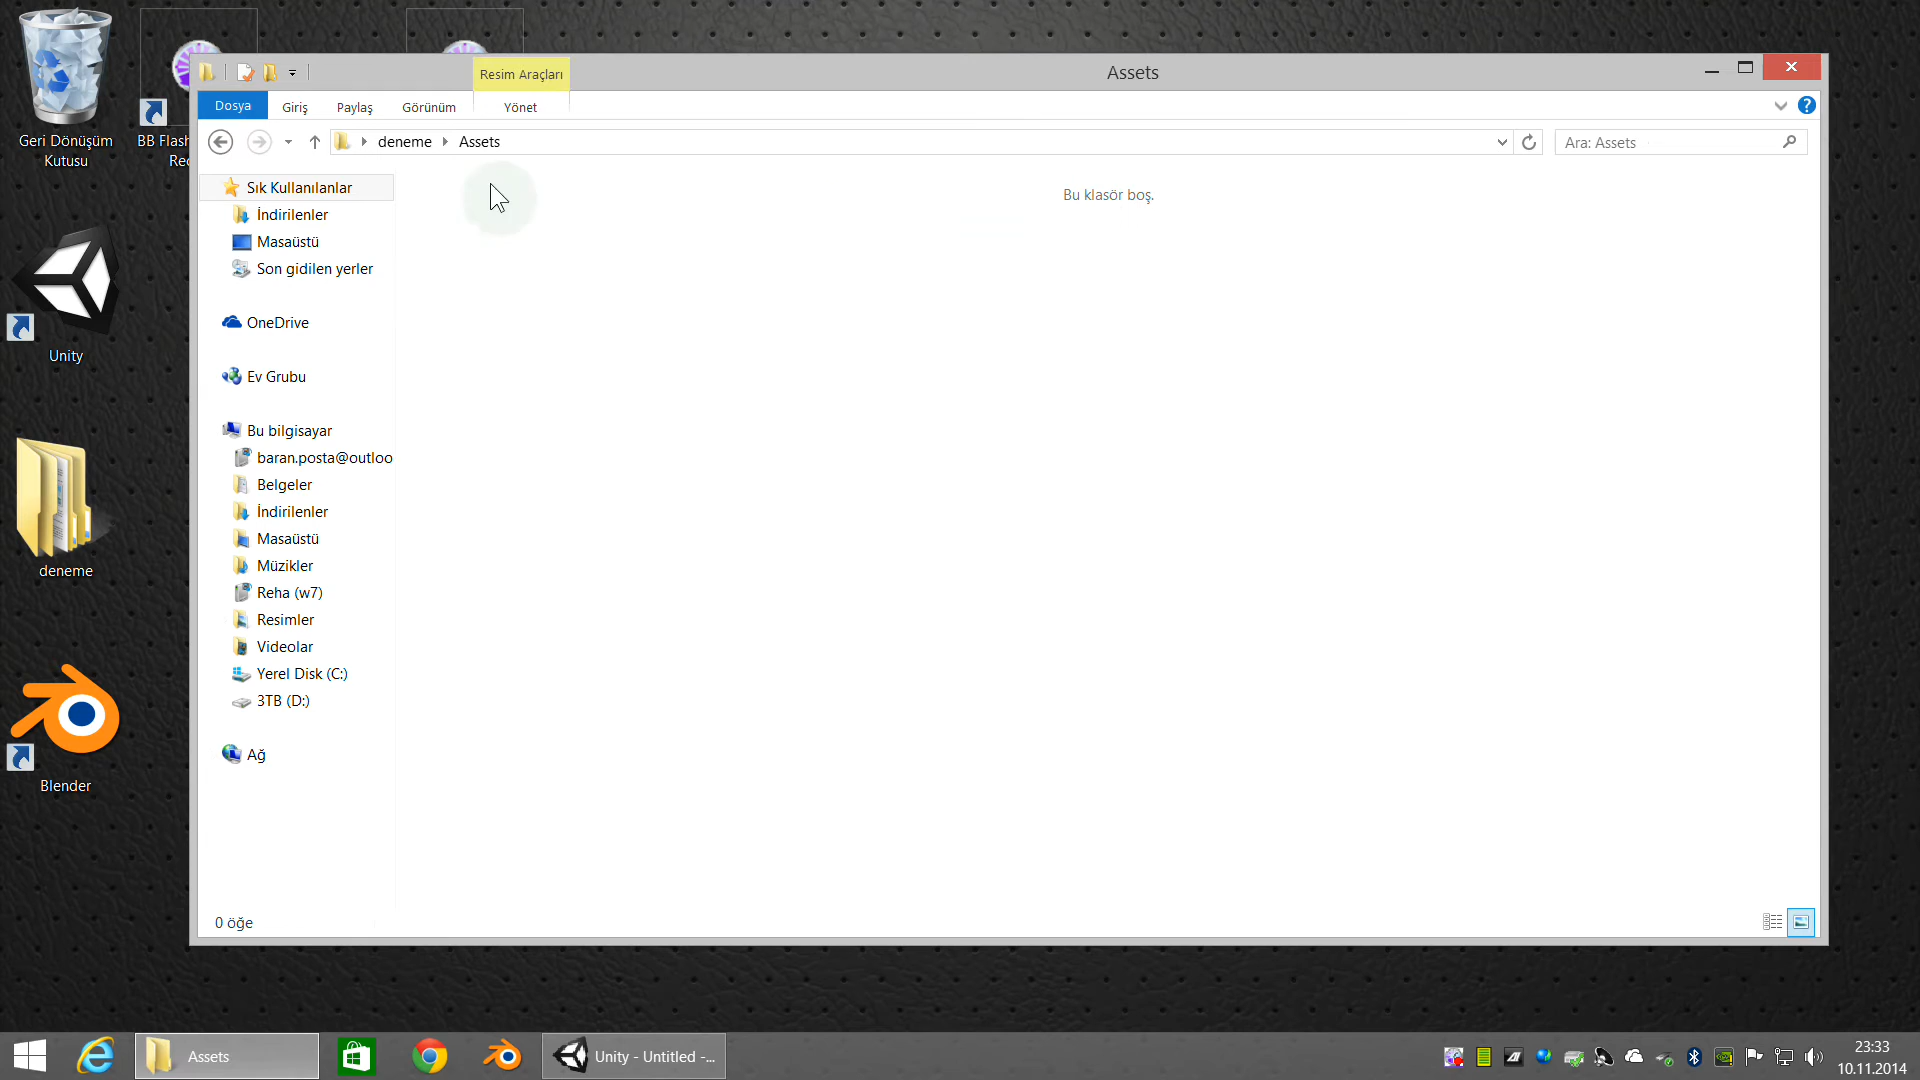 Geri Dönüşüm
Kutusu
BB Flash
Rec
Unity
deneme
Blender
Resim Araçları
Assets
Dosya
Giriş
Paylaş
Görünüm
Yönet
deneme
Assets
Ara: Assets
Bu klasör boş.
Sık Kullanılanlar
İndirilenler
Masaüstü
Son gidilen yerler
OneDrive
Ev Grubu
Bu bilgisayar
baran.posta@outloo
Belgeler
İndirilenler
Masaüstü
Müzikler
Reha (w7)
Resimler
Videolar
Yerel Disk (C:)
3TB (D:)
Ağ
0 öğe
Assets
Unity - Untitled -...
23:33
10.11.2014